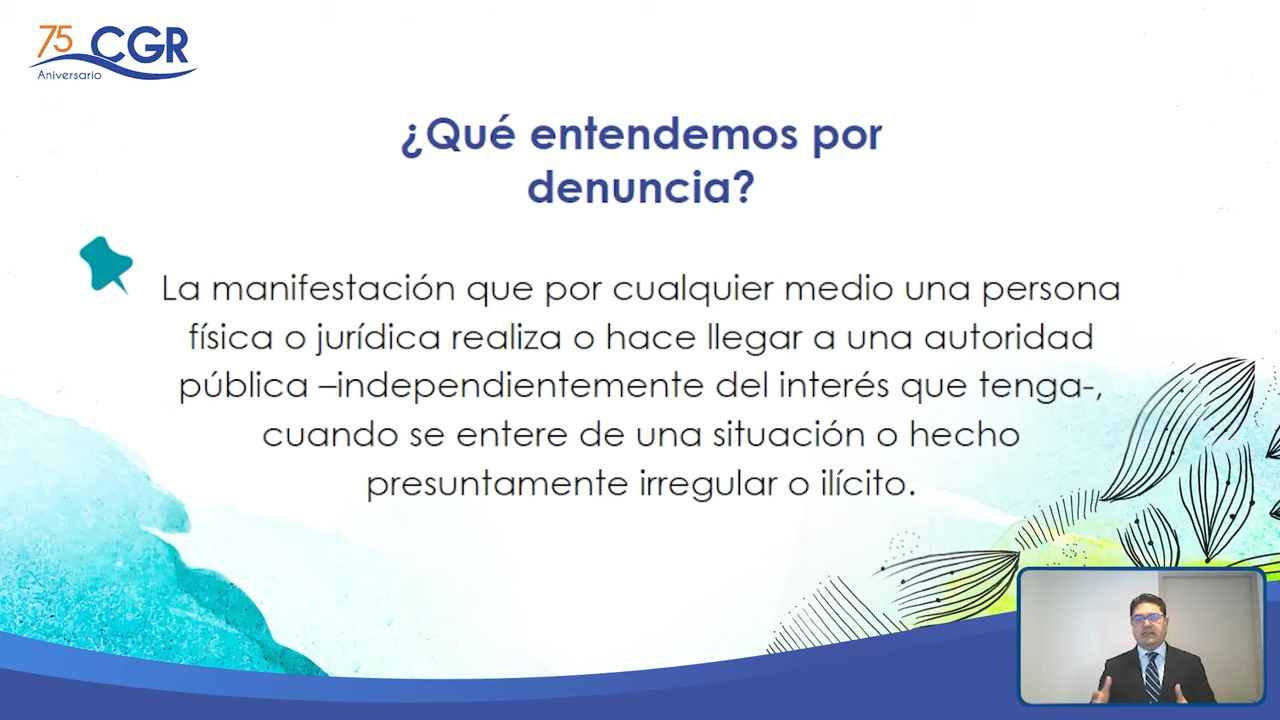 75 CGR
Aniversario
¿Qué entendemos por
denuncia?
La manifestación que por cualquier medio una persona
física o jurídica realiza o hace llegar a una autoridad
pública –independientemente del interés que tenga-,
cuando se entere de una situación o hecho
presuntamente irregular o ilícito.